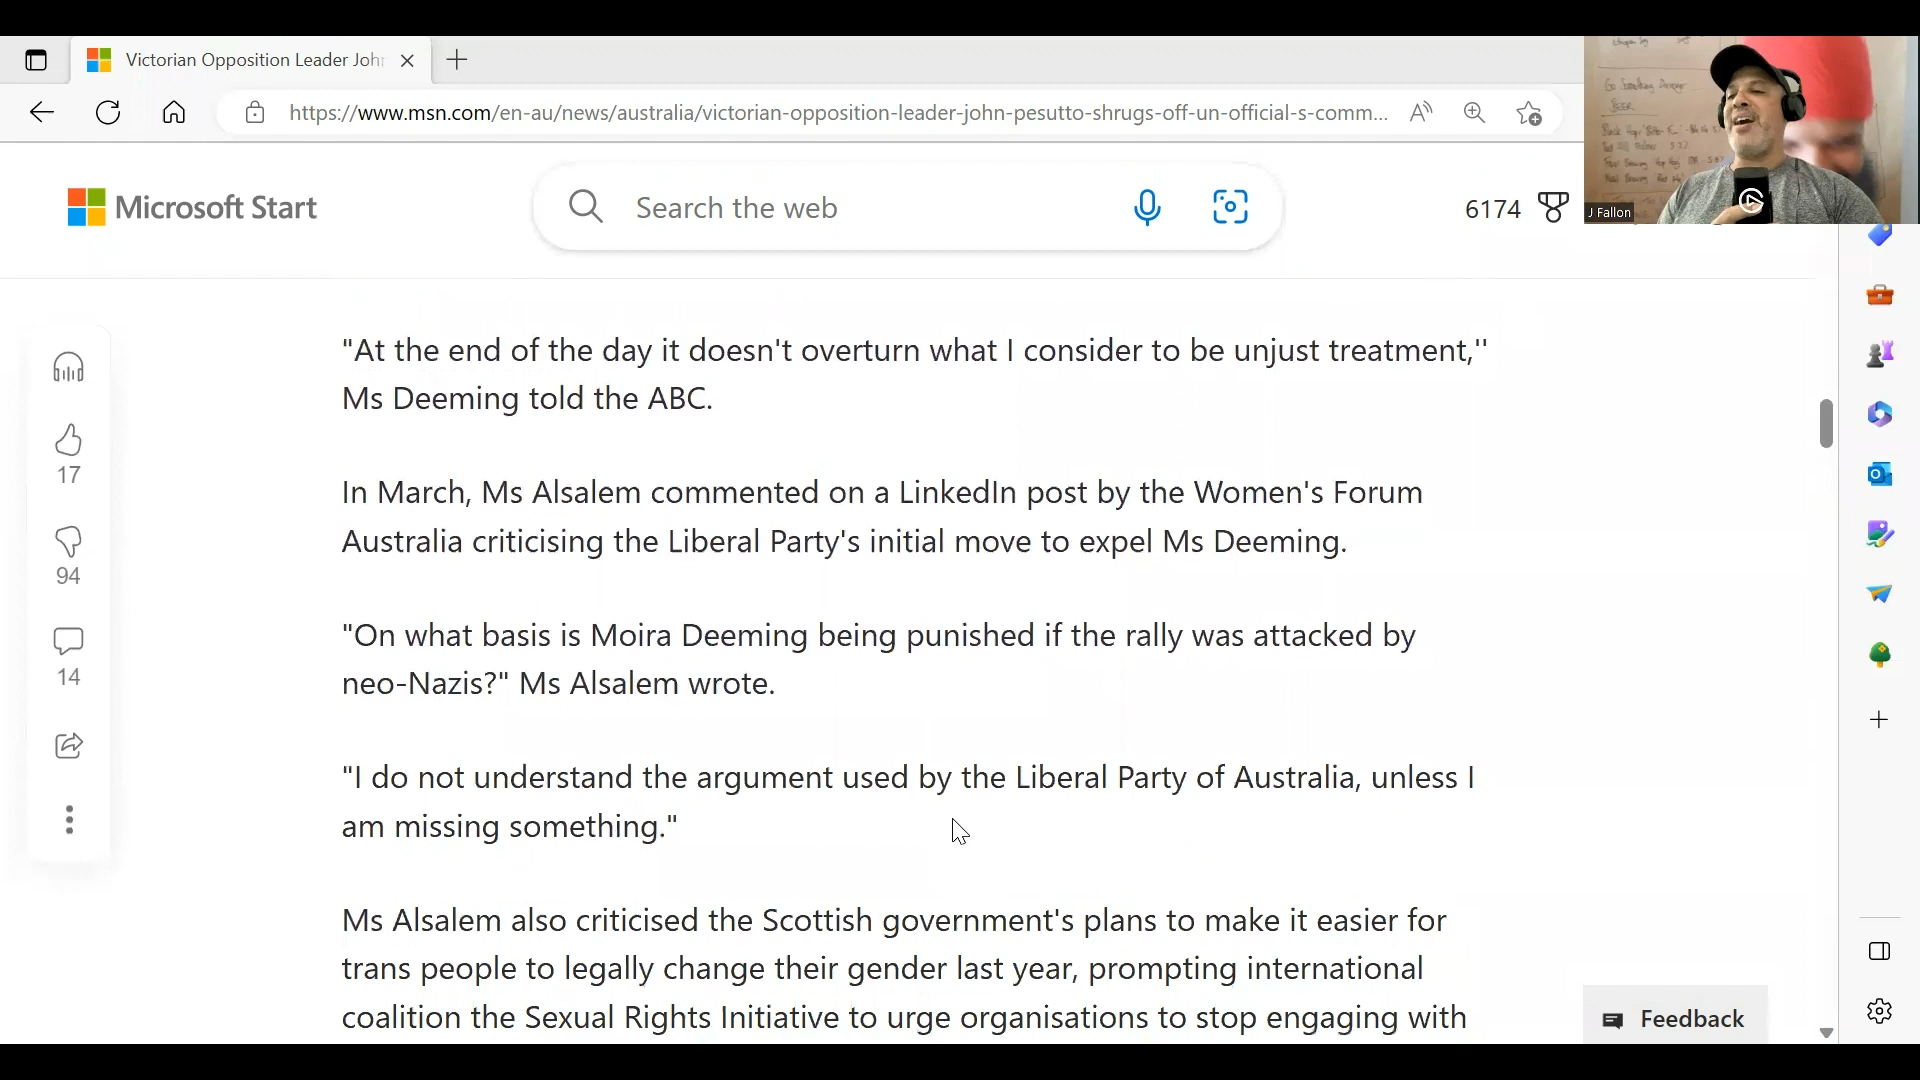 Victorian Opposition Leader Joh
https://www.msn.com/en-au/news/australia/victorian-opposition-leader-john-pesutto-shrugs-off-un-official-s-comm...
Microsoft Start
Search the web
6174
J Fallon
"At the end of the day it doesn't overturn what I consider to be unjust treatment,"
Ms Deeming told the ABC.
In March, Ms Alsalem commented on a LinkedIn post by the Women's Forum
Australia criticising the Liberal Party's initial move to expel Ms Deeming.
"On what basis is Moira Deeming being punished if the rally was attacked by
neo-Nazis?" Ms Alsalem wrote.
"I do not understand the argument used by the Liberal Party of Australia, unless I
am missing something."
Ms Alsalem also criticised the Scottish government's plans to make it easier for
trans people to legally change their gender last year, prompting international
coalition the Sexual Rights Initiative to urge organisations to stop engaging with
17
94
14
Feedback